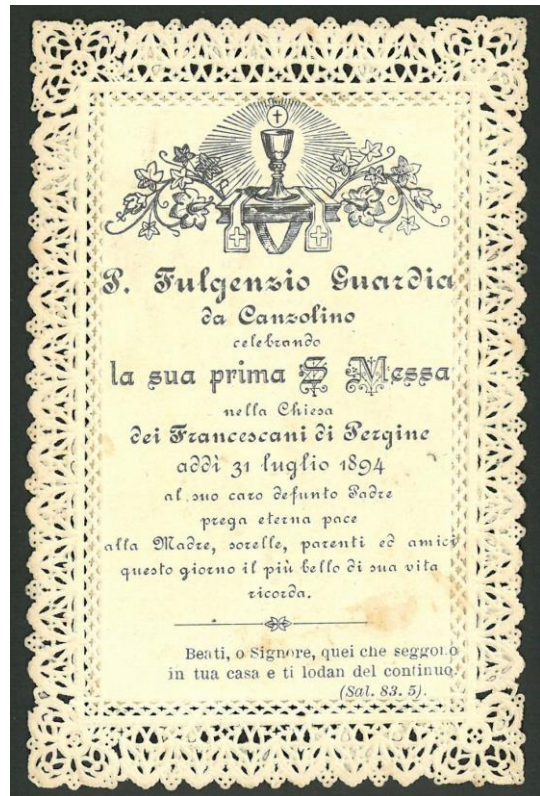 P. Fulgenzio Guardia
da Canzolino
celebrando
la sua prima S Messa
nella Chiesa
dei Francescani di Pergine
addì 31 luglio 1894
al suo caro defunto Padre
prega eterna pace
alla Madre, sorelle, parenti ed amici
questo giorno il più bello di sua vita
ricorda.
Beati, o Signore, quei che seggono
in tua casa e ti lodan del continuo.
(Sal. 83. 5).